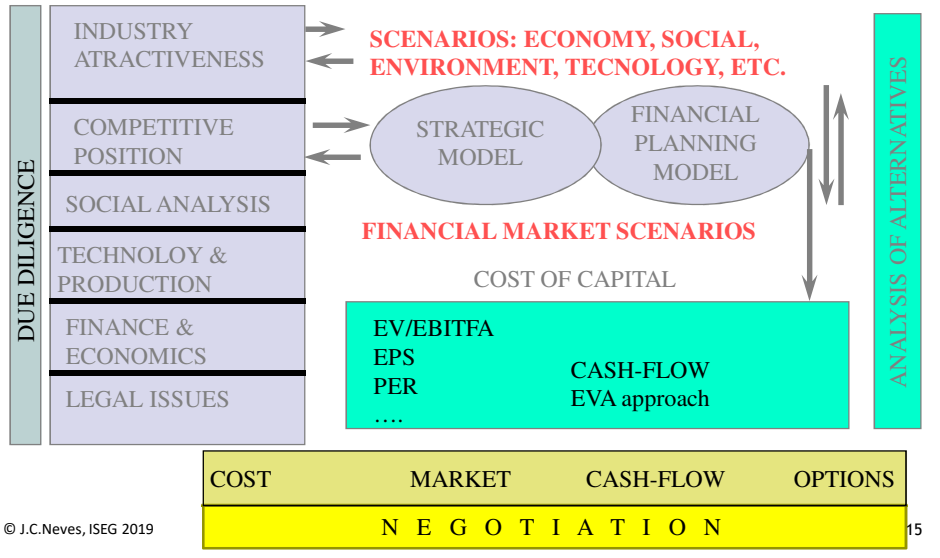 DUE DILIGENCE
INDUSTRY
ATRACTIVENESS
COMPETITIVE
POSITION
SOCIAL ANALYSIS
TECHNOLOY &
PRODUCTION
FINANCE &
ECONOMICS
LEGAL ISSUES
SCENARIOS: ECONOMY, SOCIAL,
ENVIRONMENT, TECNOLOGY, ETC.
STRATEGIC
MODEL
FINANCIAL
PLANNING
MODEL
FINANCIAL MARKET SCENARIOS
COST OF CAPITAL
EV/EBITFA
EPS
PER
....
CASH-FLOW
EVA approach
ANALYSIS OF ALTERNATIVES
COST MARKET CASH-FLOW OPTIONS
N E G O T I A T I O N
© J.C.Neves, ISEG 2019
15